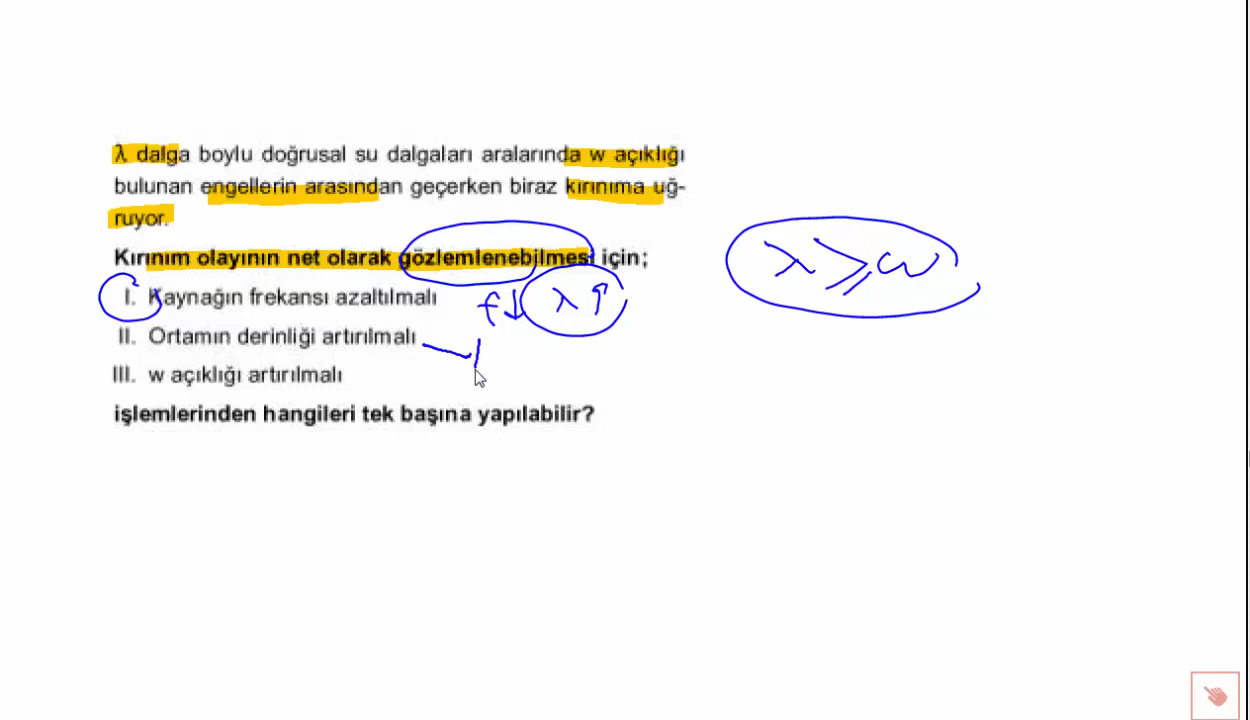 λ dalga boylu doğrusal su dalgaları aralarında w açıklığı
bulunan engellerin arasından geçerken biraz kırınıma uğ-
ruyor.
Kırınım olayının net olarak gözlemlenebilmesi için;
I. Kaynağın frekansı azaltılmalı
f↓ λ↑
II. Ortamın derinliği artırılmalı
III. w açıklığı artırılmalı
işlemlerinden hangileri tek başına yapılabilir?
λ ⩾ w